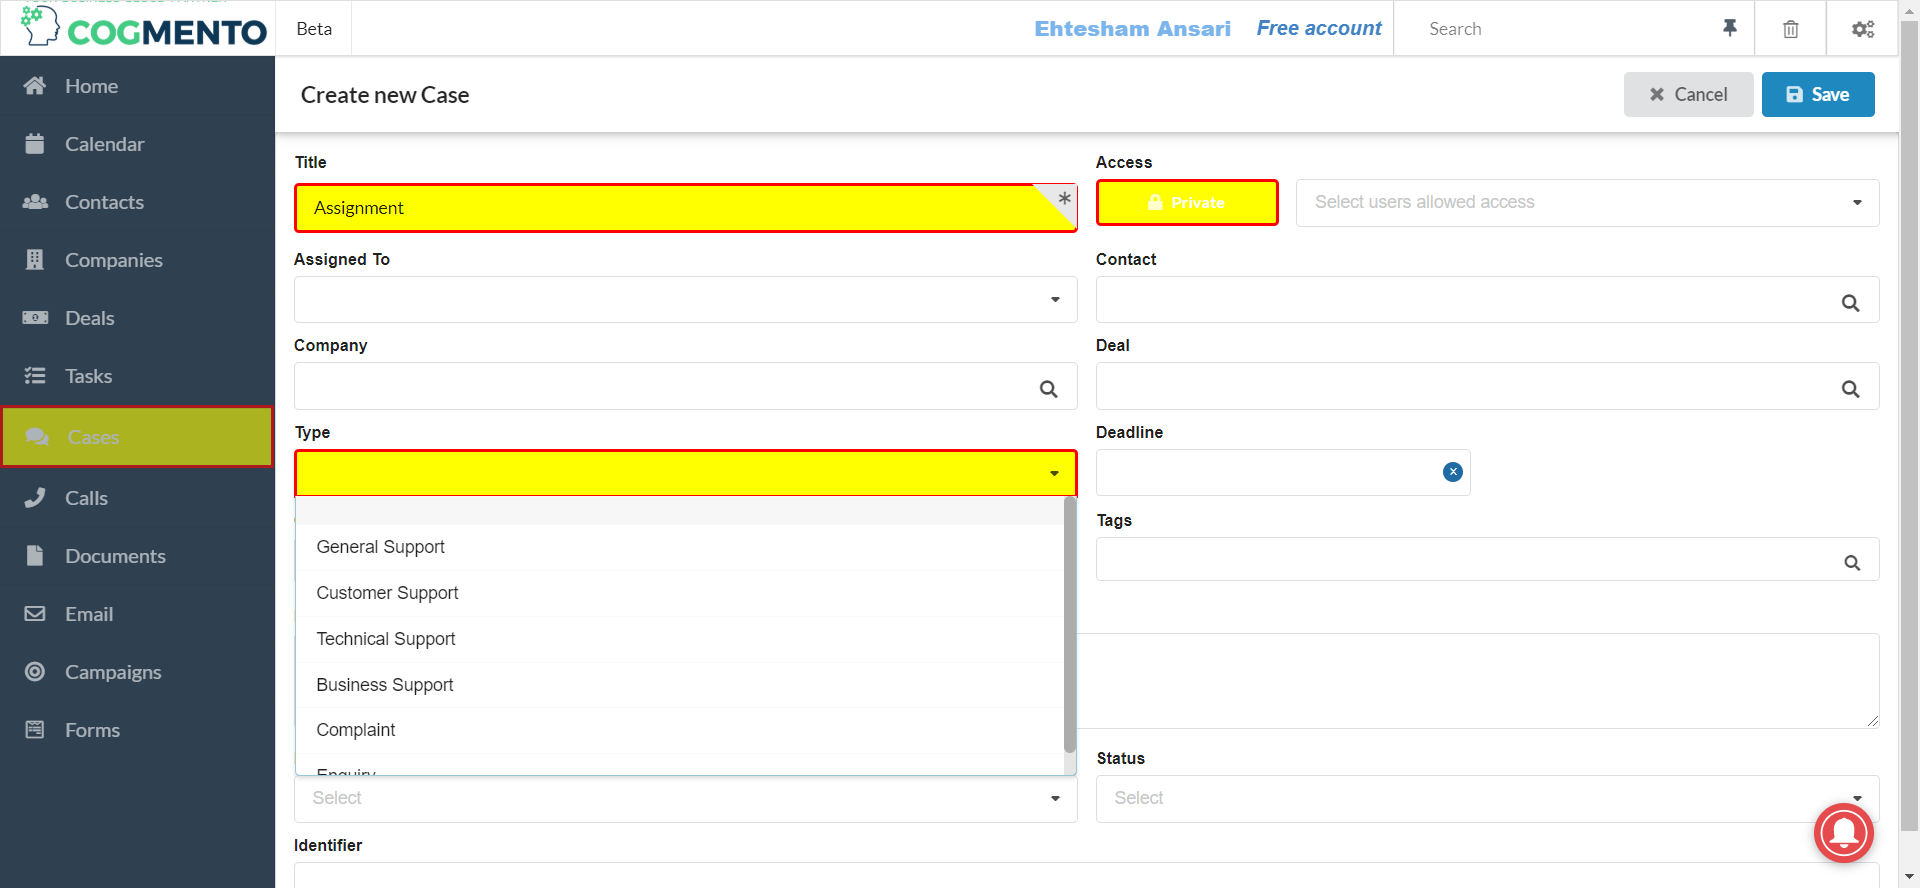 COGMENTO
Beta
Ehtesham Ansari
Free account
Search
Home
Calendar
Contacts
Companies
Deals
Tasks
Cases
Calls
Documents
Email
Campaigns
Forms
Create new Case
Cancel
Save
Title
Assignment
*
Access
Private
Select users allowed access
Assigned To
Contact
Company
Deal
Type
Deadline
General Support
Customer Support
Technical Support
Business Support
Complaint
Enquiry
Tags
Select
Status
Select
Identifier